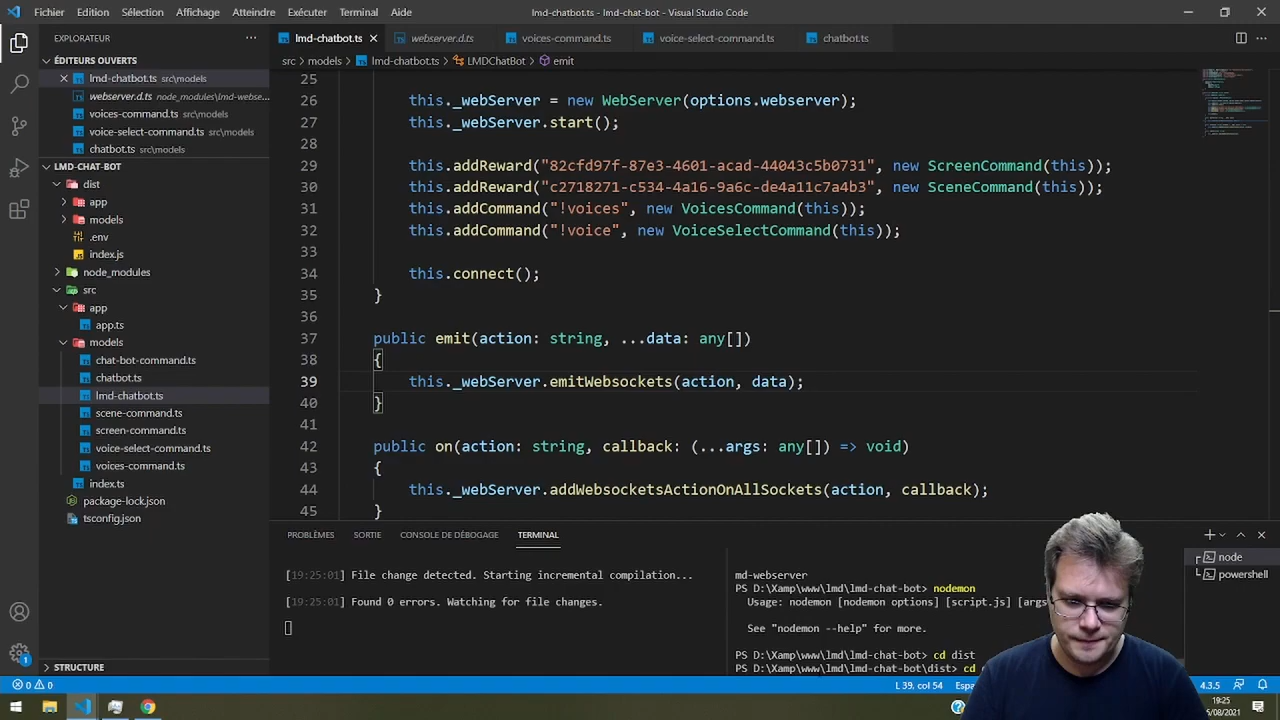 Fichier Edition Sélection Affichage Atteindre Exécuter Terminal Aide
lmd-chatbot.ts - lmd-chat-bot - Visual Studio Code
EXPLORATEUR
lmd-chatbot.ts
webserver.d.ts
voices-command.ts
voice-select-command.ts
chatbot.ts
src > models > lmd-chatbot.ts > LMDChatbot > emit
ÉDITEURS OUVERTS
lmd-chatbot.ts src\models
webserver.d.ts node_modules\lmd-webse...
voices-command.ts src\models
voice-select-command.ts src\models
chatbot.ts src\models
LMD-CHAT-BOT
dist
app
models
.env
index.js
node_modules
src
app
app.ts
models
chat-bot-command.ts
chatbot.ts
lmd-chatbot.ts
scene-command.ts
screen-command.ts
voice-select-command.ts
voices-command.ts
index.ts
package-lock.json
tsconfig.json
STRUCTURE
25
26 this._webServer = new WebServer(options.webserver);
27 this._webServer.start();
28
29 this.addReward("82cfd97f-87e3-4601-acad-44043c5b0731", new ScreenCommand(this));
30 this.addReward("c2718271-c534-4a16-9a6c-de4a11c7a4b3", new SceneCommand(this));
31 this.addCommand("!voices", new VoicesCommand(this));
32 this.addCommand("!voice", new VoiceSelectCommand(this));
33
34 this.connect();
35 }
36
37 public emit(action: string, ...data: any[])
38 {
39 this._webServer.emitWebsockets(action, data);
40 }
41
42 public on(action: string, callback: (...args: any[]) => void)
43 {
44 this._webServer.addWebsocketsActionOnAllSockets(action, callback);
45 }
PROBLÈMES SORTIE CONSOLE DE DÉBOGAGE TERMINAL
[19:25:01] File change detected. Starting incremental compilation...
[19:25:01] Found 0 errors. Watching for file changes.
md-webserver
PS D:\Xamp\www\lmd\lmd-chat-bot> nodemon
Usage: nodemon [nodemon options] [script.js] [args
See "nodemon --help" for more.
PS D:\Xamp\www\lmd\lmd-chat-bot> cd dist
PS D:\Xamp\www\lmd\lmd-chat-bot\dist> cd
node
powershell
1
0 0
L 39, col 54
4.3.5
19:25